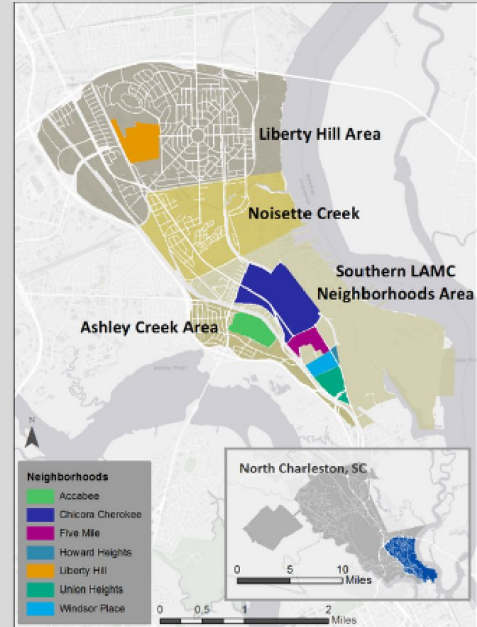 Liberty Hill Area
Noisette Creek
Southern LAMC
Neighborhoods Area
Ashley Creek Area
N
Neighborhoods
Accabee
Chicora Cherokee
Five Mile
Howard Heights
Liberty Hill
Union Heights
Windsor Place
North Charleston, SC
0 5 10
Miles
0 0.5 1 2
Miles